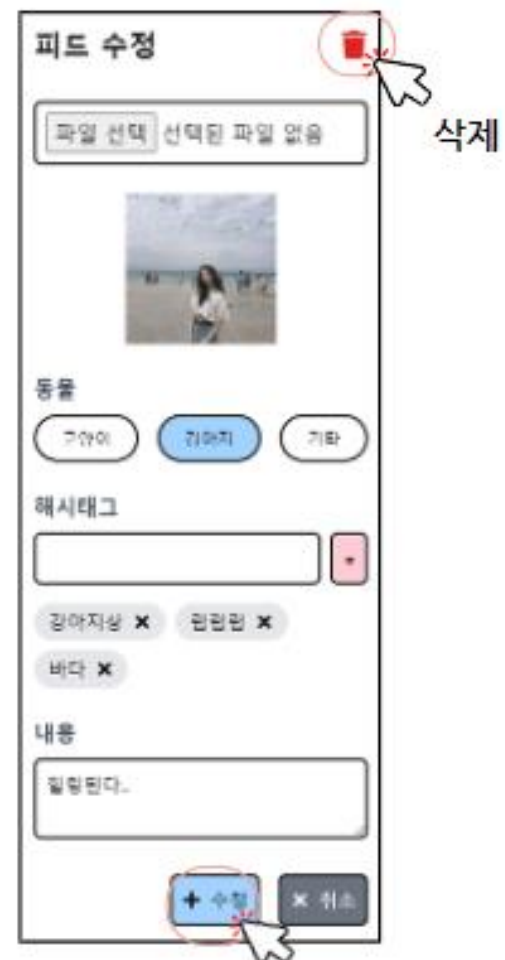 피드 수정
삭제
파일 선택 선택된 파일 없음
동물
고양이 강아지 기타
해시태그
강아지상
바다
내용
힐링된다..
+ 수정 × 취소